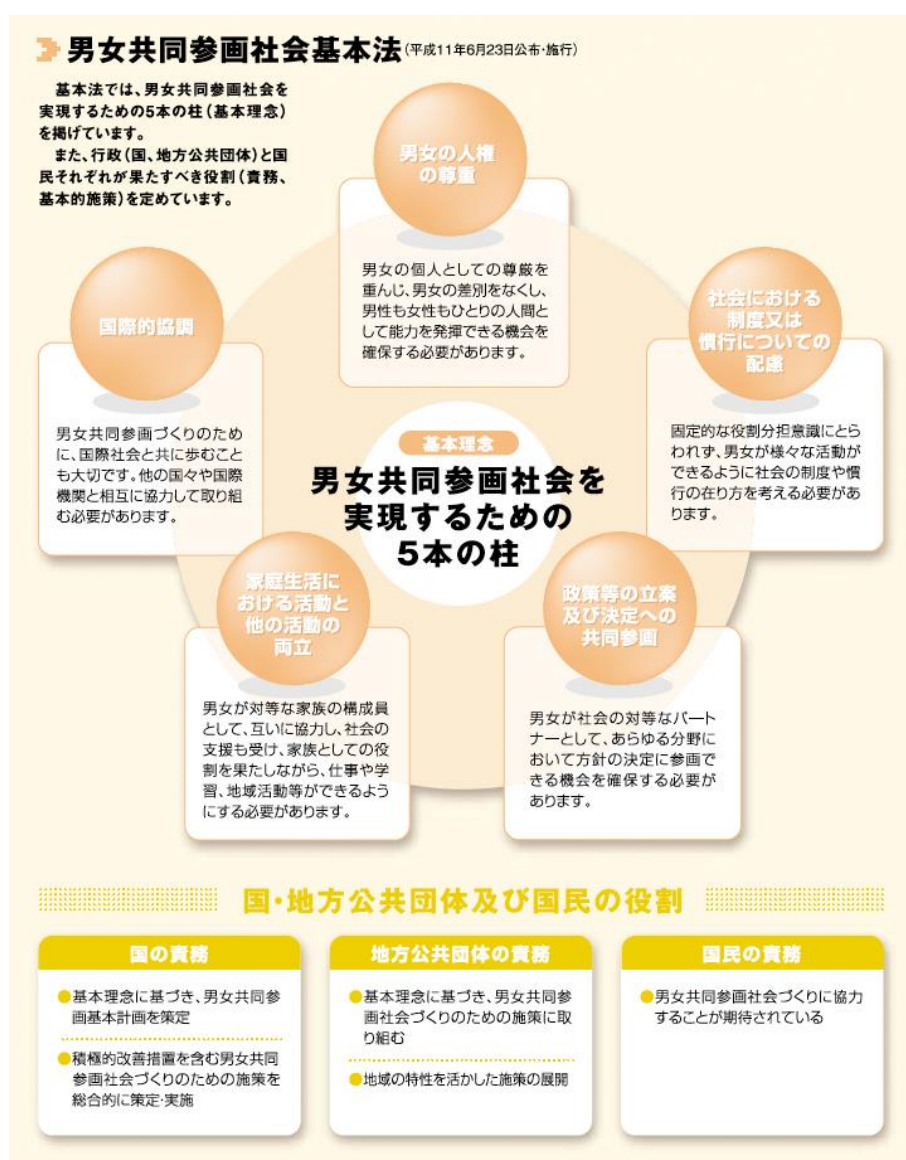 男女共同参画社会基本法(平成11年6月23日公布・施行)
基本法では、男女共同参画社会を
実現するための5本の柱(基本理念)
を掲げています。
また、行政(国、地方公共団体)と国
民それぞれが果たすべき役割(責務、
基本的施策)を定めています。
男女の人権
の尊重
男女の個人としての尊厳を
重んじ、男女の差別をなくし、
男性も女性もひとりの人間と
して能力を発揮できる機会を
確保する必要があります。
国際的協調
男女共同参画づくりのため
に、国際社会と共に歩むこと
も大切です。他の国々や国際
機関と相互に協力して取り組
む必要があります。
社会における
制度又は
慣行についての
配慮
固定的な役割分担意識にとら
われず、男女が様々な活動が
できるように社会の制度や慣
行の在り方を考える必要があ
ります。
基本理念
男女共同参画社会を
実現するための
5本の柱
家庭生活に
おける活動と
他の活動の
両立
男女が対等な家族の構成員
として、互いに協力し、社会の
支援も受け、家族としての役
割を果たしながら、仕事や学
習、地域活動等ができるよう
にする必要があります。
政策等の立案
及び決定への
共同参画
男女が社会の対等なパート
ナーとして、あらゆる分野に
おいて方針の決定に参画で
きる機会を確保する必要が
あります。
国・地方公共団体及び国民の役割
国の責務
●基本理念に基づき、男女共同参
画基本計画を策定
●積極的改善措置を含む男女共同
参画社会づくりのための施策を
総合的に策定・実施
地方公共団体の責務
●基本理念に基づき、男女共同参
画社会づくりのための施策に取
り組む
●地域の特性を活かした施策の展開
国民の責務
●男女共同参画社会づくりに協力
することが期待されている